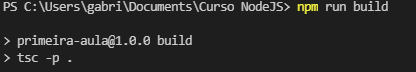 PS C:\Users\gabri\Documents\Curso NodeJS> npm run build
> primeira-aula@1.0.0 build
> tsc -p .